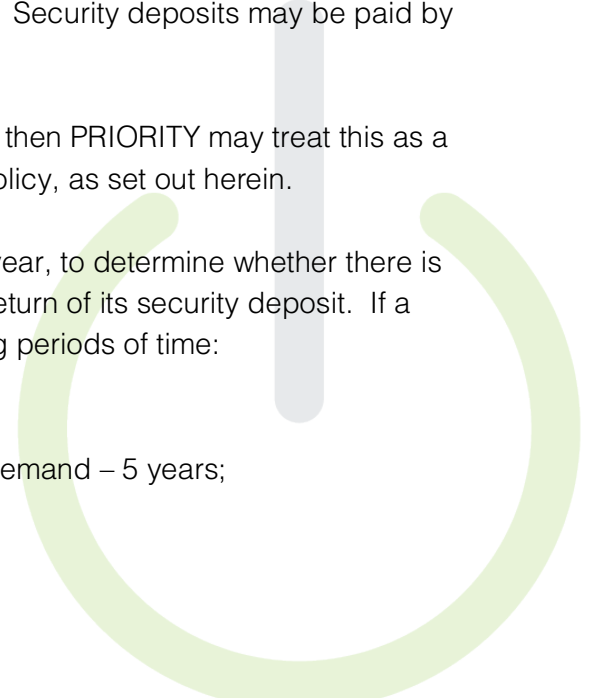 Security deposits may be paid by
then PRIORITY may treat this as a
olicy, as set out herein.
ear, to determine whether there is
eturn of its security deposit.  If a
g periods of time:
emand – 5 years;